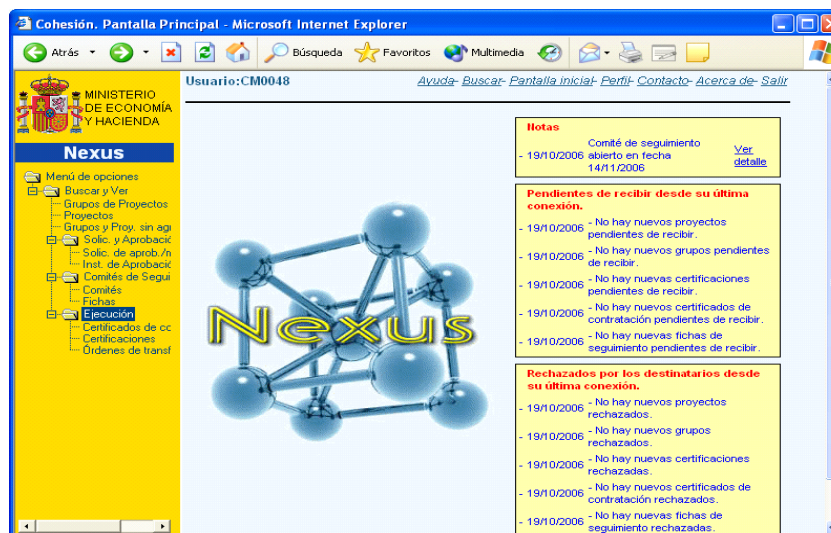 Cohesión. Pantalla Principal - Microsoft Internet Explorer
Atrás Búsqueda Favoritos Multimedia
MINISTERIO
DE ECONOMÍA
Y HACIENDA
Nexus
Menú de opciones
Buscar y Ver
Grupos de Proyectos
Proyectos
Grupos y Proy. sin agr
Solic. y Aprobació
Solic. de aprob./n
Inst. de Aprobació
Comités de Segui
Comités
Fichas
Ejecución
Certificados de cc
Certificaciones
Órdenes de transf
Usuario:CM0048
Ayuda- Buscar- Pantalla inicial- Perfil- Contacto- Acerca de- Salir
Nexus
Notas
- 19/10/2006 Comité de seguimiento
abierto en fecha
14/11/2006
Ver
detalle
Pendientes de recibir desde su última
conexión.
- 19/10/2006 - No hay nuevos proyectos
pendientes de recibir.
- 19/10/2006 - No hay nuevos grupos pendientes
de recibir.
- 19/10/2006 - No hay nuevas certificaciones
pendientes de recibir.
- 19/10/2006 - No hay nuevos certificados de
contratación pendientes de recibir.
- 19/10/2006 - No hay nuevas fichas de
seguimiento pendientes de recibir.
Rechazados por los destinatarios desde
su última conexión.
- 19/10/2006 - No hay nuevos proyectos
rechazados.
- 19/10/2006 - No hay nuevos grupos
rechazados.
- 19/10/2006 - No hay nuevas certificaciones
rechazadas.
- 19/10/2006 - No hay nuevos certificados de
contratación rechazados.
- 19/10/2006 - No hay nuevas fichas de
seguimiento rechazadas.